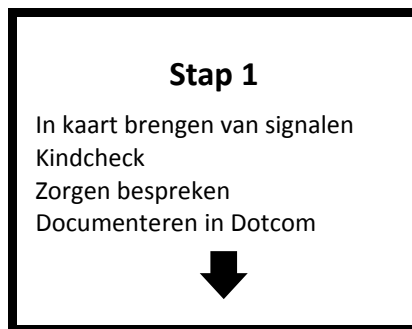 Stap 1
In kaart brengen van signalen
Kindcheck
Zorgen bespreken
Documenteren in Dotcom